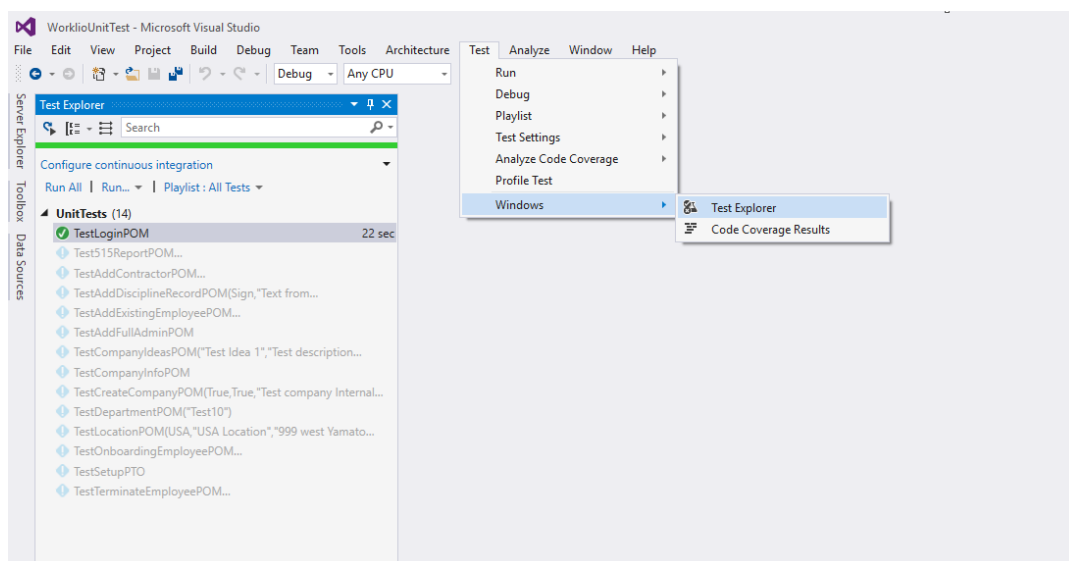 WorklioUnitTest - Microsoft Visual Studio
File Edit View Project Build Debug Team Tools Architecture Test Analyze Window Help
Debug Any CPU
Server Explorer
Toolbox
Data Sources
Test Explorer
Search
Configure continuous integration
Run All | Run... | Playlist : All Tests
UnitTests (14)
TestLoginPOM 22 sec
Test515ReportPOM...
TestAddContractorPOM...
TestAddDisciplineRecordPOM(Sign,"Text from...
TestAddExistingEmployeePOM...
TestAddFullAdminPOM
TestCompanyIdeasPOM("Test Idea 1","Test description...
TestCompanyInfoPOM
TestCreateCompanyPOM(True,True,"Test company Internal...
TestDepartmentPOM("Test10")
TestLocationPOM(USA,"USA Location","999 west Yamato...
TestOnboardingEmployeePOM...
TestSetupPTO
TestTerminateEmployeePOM...
Run
Debug
Playlist
Test Settings
Analyze Code Coverage
Profile Test
Windows
Test Explorer
Code Coverage Results